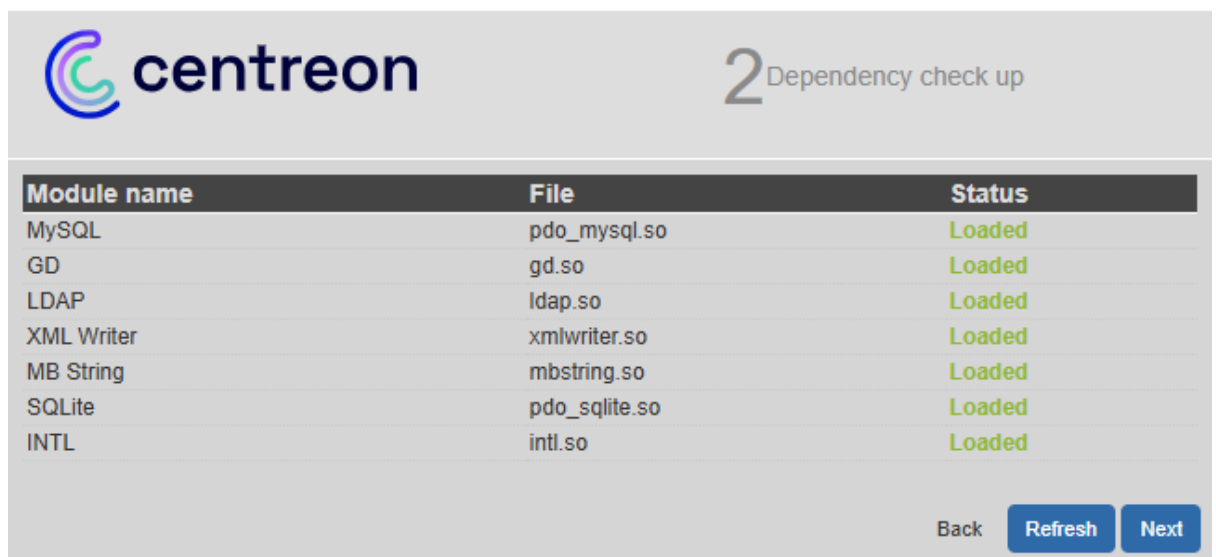 centreon
2 Dependency check up
Module name File Status
MySQL pdo_mysql.so Loaded
GD gd.so Loaded
LDAP ldap.so Loaded
XML Writer xmlwriter.so Loaded
MB String mbstring.so Loaded
SQLite pdo_sqlite.so Loaded
INTL intl.so Loaded
Back Refresh Next